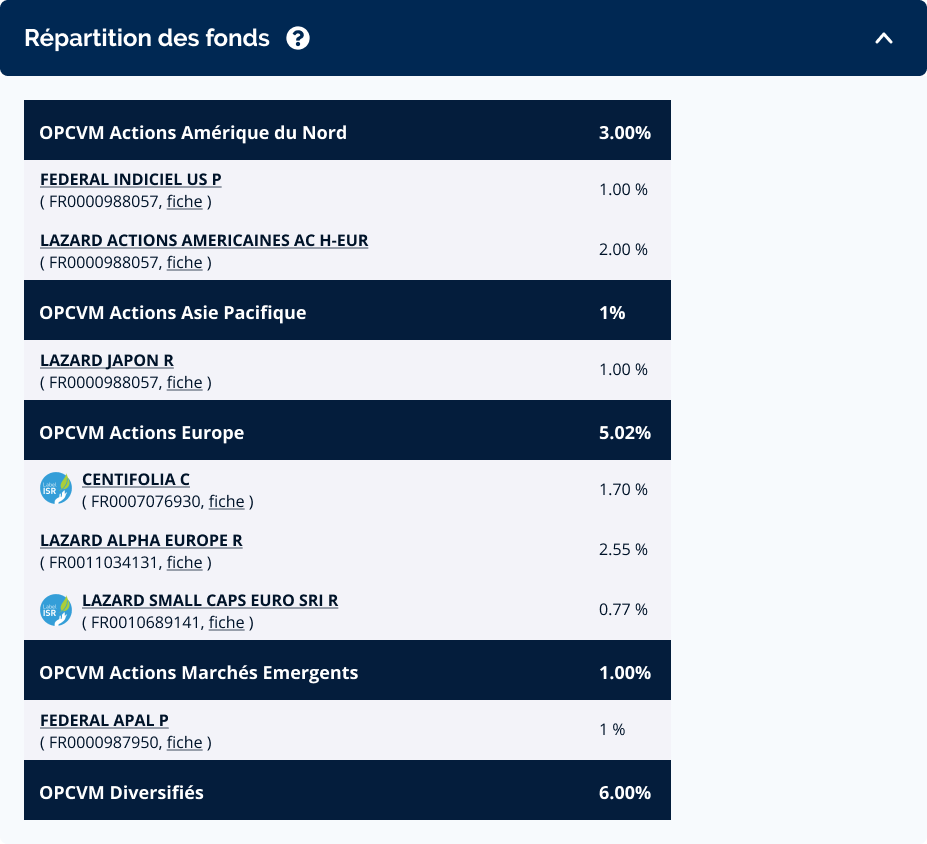 Répartition des fonds ?
OPCVM Actions Amérique du Nord 3.00%
FEDERAL INDICIEL US P
( FR0000988057, fiche ) 1.00 %
LAZARD ACTIONS AMERICAINES AC H-EUR
( FR0000988057, fiche ) 2.00 %
OPCVM Actions Asie Pacifique 1%
LAZARD JAPON R
( FR0000988057, fiche ) 1.00 %
OPCVM Actions Europe 5.02%
Label ISR
CENTIFOLIA C
( FR0007076930, fiche ) 1.70 %
LAZARD ALPHA EUROPE R
( FR0011034131, fiche ) 2.55 %
Label ISR
LAZARD SMALL CAPS EURO SRI R
( FR0010689141, fiche ) 0.77 %
OPCVM Actions Marchés Emergents 1.00%
FEDERAL APAL P
( FR0000987950, fiche ) 1 %
OPCVM Diversifiés 6.00%